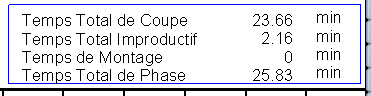 Temps Total de Coupe 23.66 min
Temps Total Improductif 2.16 min
Temps de Montage 0 min
Temps Total de Phase 25.83 min